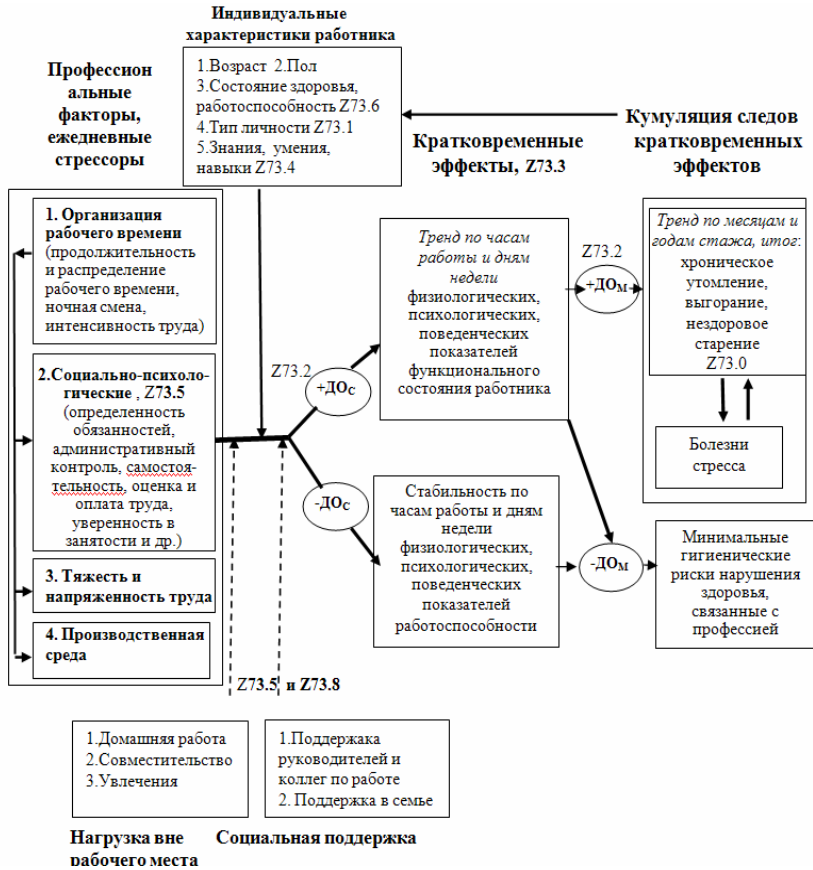 Индивидуальные
характеристики работника
1.Возраст 2.Пол
3.Состояние здоровья,
работоспособность Z73.6
4.Тип личности Z73.1
5.Знания, умения,
навыки Z73.4
Профессион
альные
факторы,
ежедневные
стрессоры
Кратковременные
эффекты, Z73.3
Кумуляция следов
кратковременных
эффектов
1. Организация
рабочего времени
(продолжительность
и распределение
рабочего времени,
ночная смена,
интенсивность труда)
2.Социально-психоло-
гические , Z73.5
(определенность
обязанностей,
административный
контроль, самостоя-
тельность, оценка и
оплата труда,
уверенность в
занятости и др.)
3. Тяжесть и
напряженность труда
4. Производственная
среда
Z73.2
+ДОС
-ДОС
Тренд по часам
работы и дням
недели
физиологических,
психологических,
поведенческих
показателей
функционального
состояния работника
Стабильность по
часам работы и дням
недели
физиологических,
психологических,
поведенческих
показателей
работоспособности
Z73.2
+ДОМ
-ДОМ
Тренд по месяцам и
годам стажа, итог:
хроническое
утомление,
выгорание,
нездоровое
старение
Z73.0
Болезни
стресса
Минимальные
гигиенические
риски нарушения
здоровья,
связанные с
профессией
Z73.5 и Z73.8
1.Домашняя работа
2.Совместительство
3.Увлечения
1.Поддержака
руководителей и
коллег по работе
2. Поддержка в семье
Нагрузка вне
рабочего места
Социальная поддержка